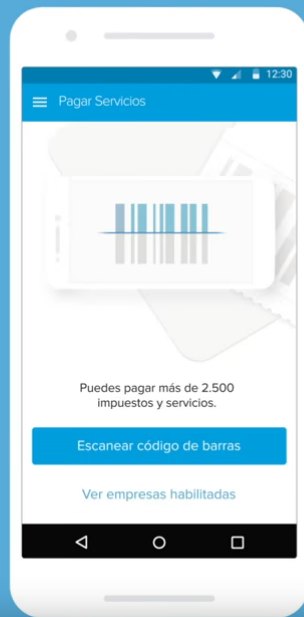 12:30
Pagar Servicios
Puedes pagar más de 2.500
impuestos y servicios.
Escanear código de barras
Ver empresas habilitadas